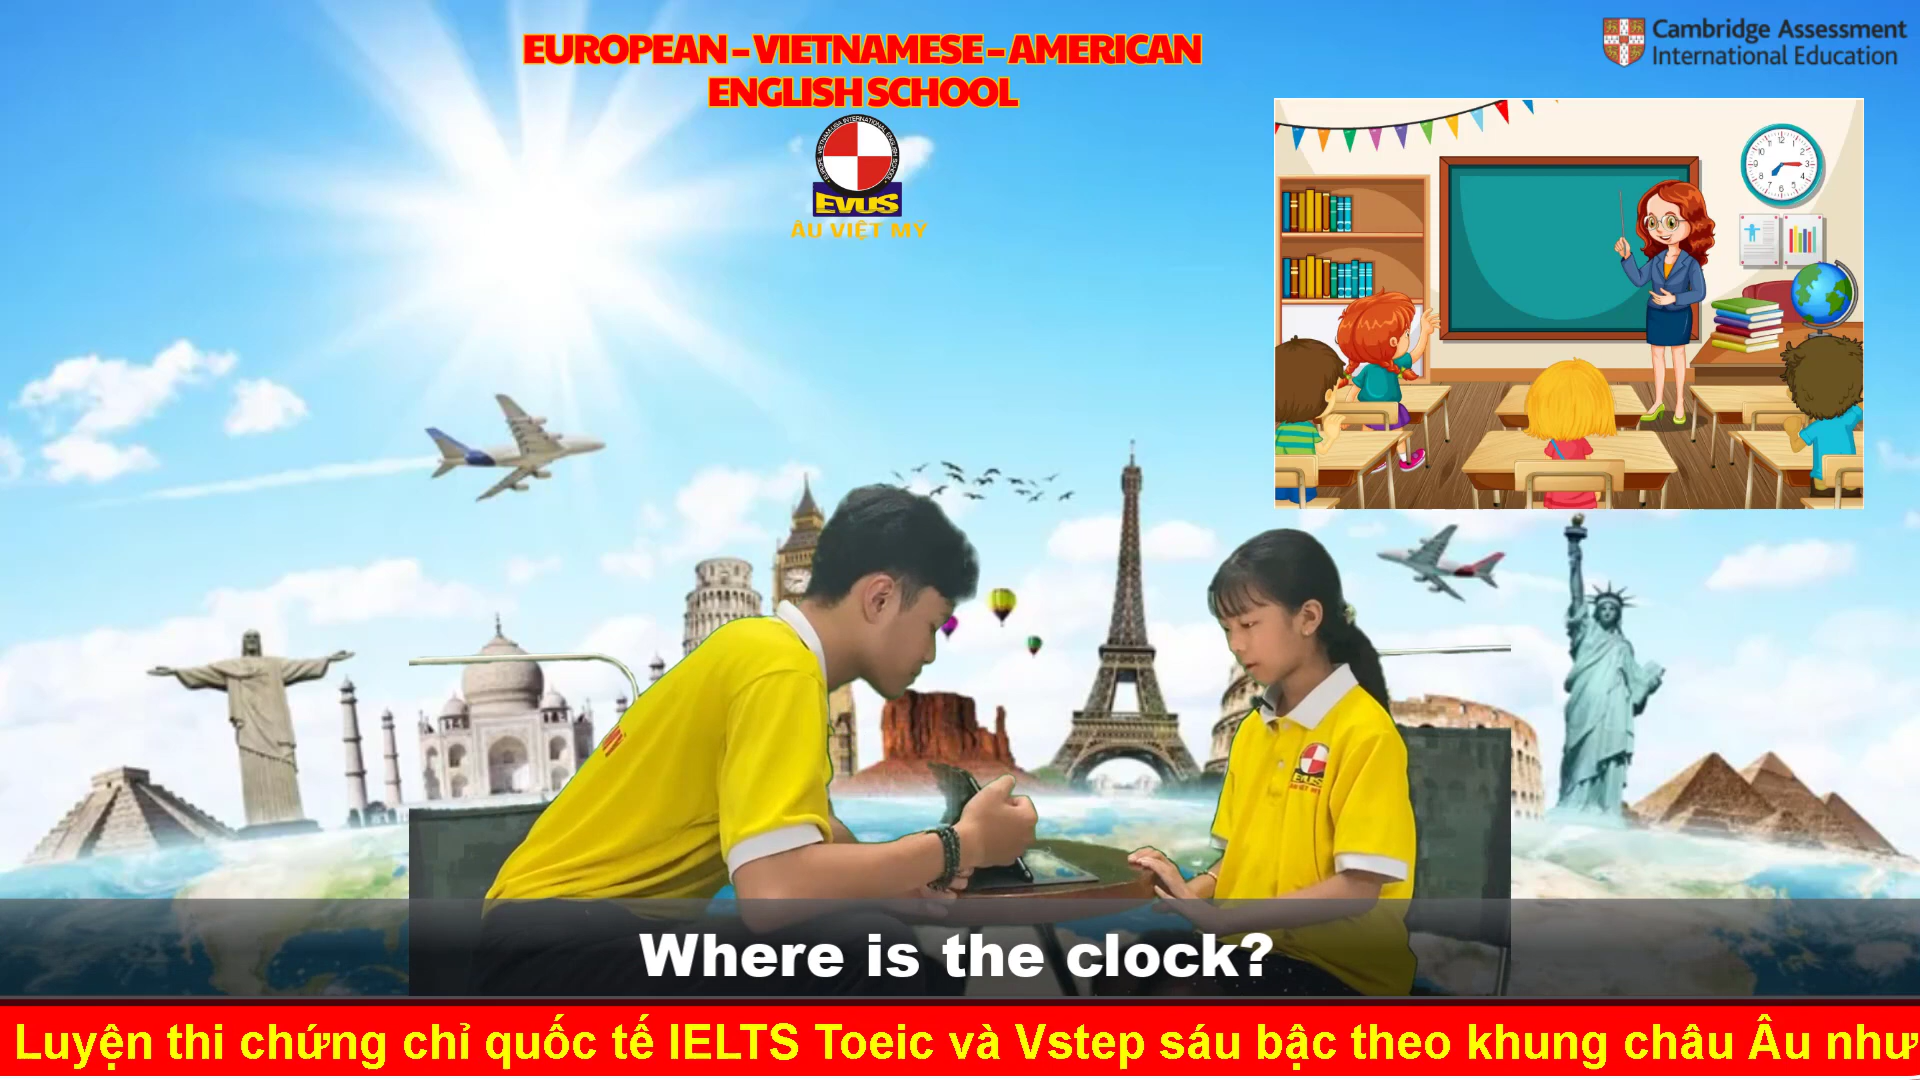 EUROPEAN – VIETNAMESE – AMERICAN
ENGLISH SCHOOL
Cambridge Assessment
International Education
EVUS
ÂU VIỆT MỸ
EVUS
Where is the clock?
Luyện thi chứng chỉ quốc tế IELTS Toeic và Vstep sáu bậc theo khung châu Âu như